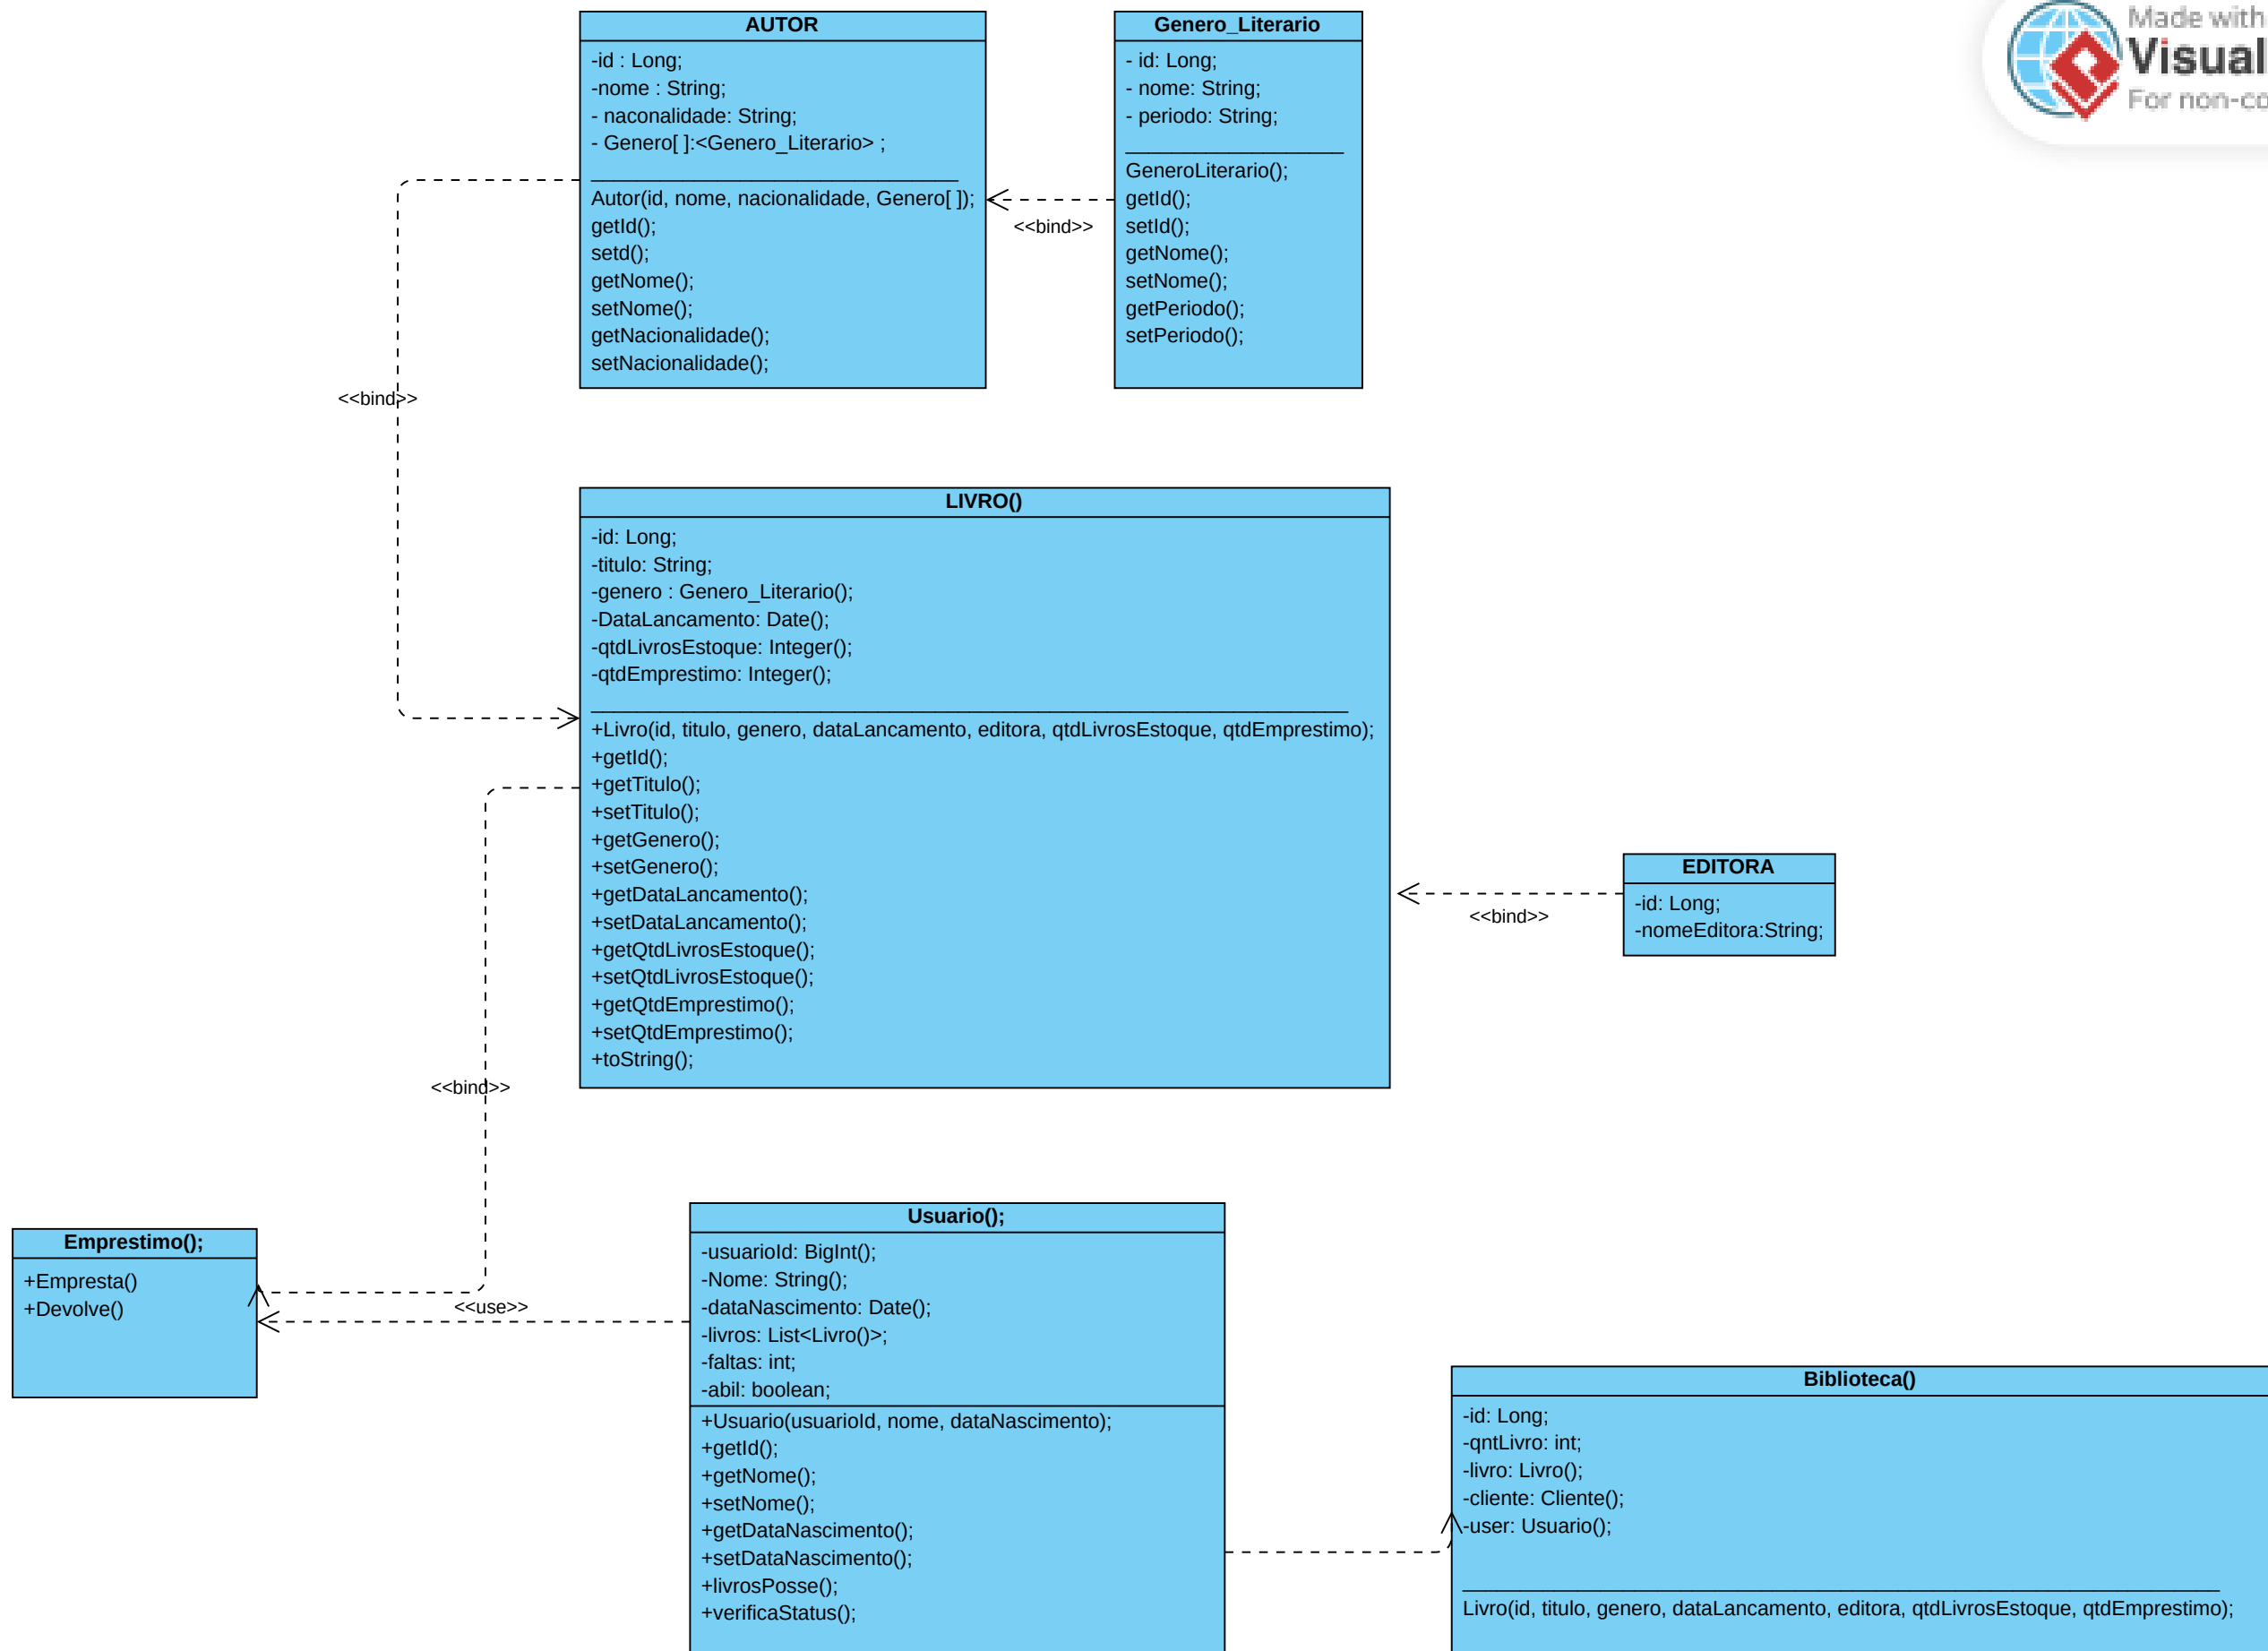 AUTOR
-id : Long;
-nome : String;
- naconalidade: String;
- Genero[ ]:<Genero_Literario> ;
Autor(id, nome, nacionalidade, Genero[ ]);
getId();
setd();
getNome();
setNome();
getNacionalidade();
setNacionalidade();
<<bind>>
Genero_Literario
- id: Long;
- nome: String;
- periodo: String;
GeneroLiterario();
getId();
setId();
getNome();
setNome();
getPeriodo();
setPeriodo();
Made with
Visual
For non-co
<<bind>>
LIVRO()
-id: Long;
-titulo: String;
-genero : Genero_Literario();
-DataLancamento: Date();
-qtdLivrosEstoque: Integer();
-qtdEmprestimo: Integer();
+Livro(id, titulo, genero, dataLancamento, editora, qtdLivrosEstoque, qtdEmprestimo);
+getId();
+getTitulo();
+setTitulo();
+getGenero();
+setGenero();
+getDataLancamento();
+setDataLancamento();
+getQtdLivrosEstoque();
+setQtdLivrosEstoque();
+getQtdEmprestimo();
+setQtdEmprestimo();
+toString();
<<bind>>
EDITORA
-id: Long;
-nomeEditora:String;
<<bind>>
Emprestimo();
+Empresta()
+Devolve()
<<use>>
Usuario();
-usuarioId: BigInt();
-Nome: String();
-dataNascimento: Date();
-livros: List<Livro()>;
-faltas: int;
-abil: boolean;
+Usuario(usuarioId, nome, dataNascimento);
+getId();
+getNome();
+setNome();
+getDataNascimento();
+setDataNascimento();
+livrosPosse();
+verificaStatus();
Biblioteca()
-id: Long;
-qntLivro: int;
-livro: Livro();
-cliente: Cliente();
-user: Usuario();
Livro(id, titulo, genero, dataLancamento, editora, qtdLivrosEstoque, qtdEmprestimo);